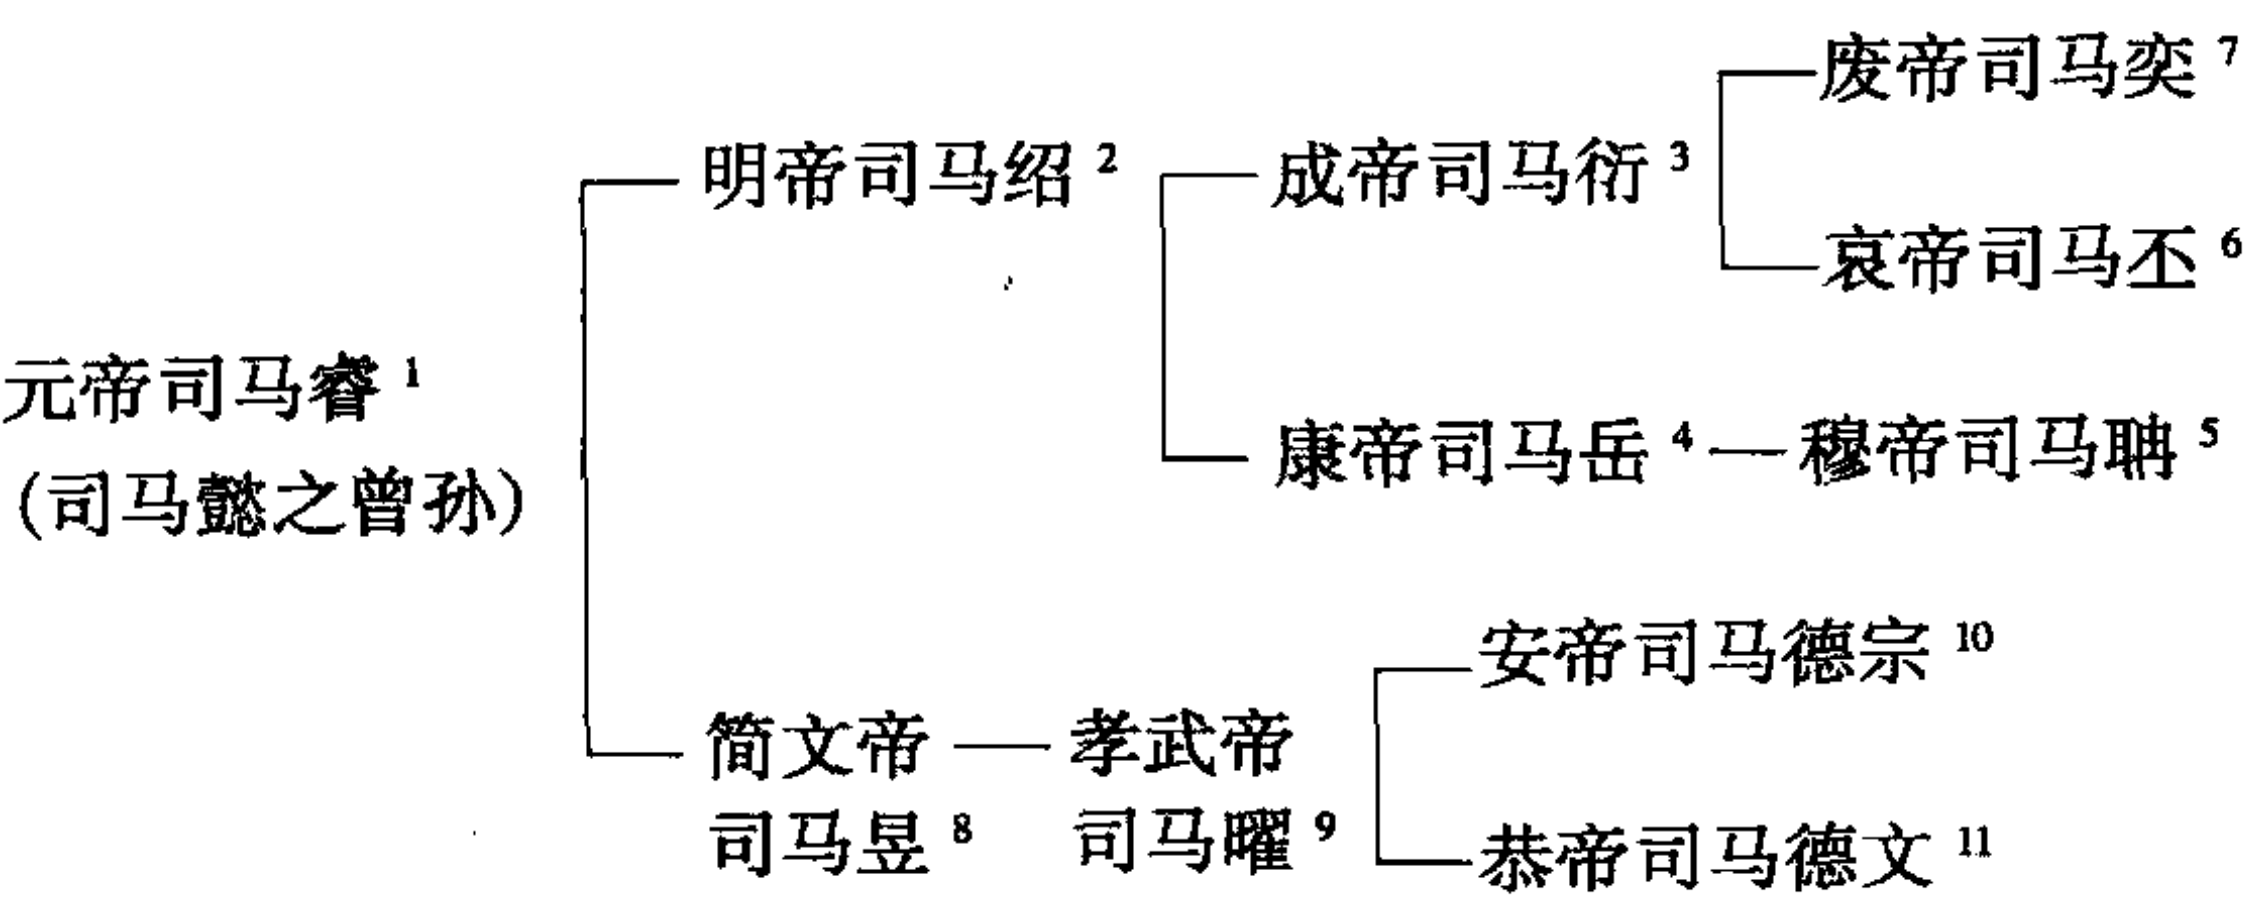 废帝司马奕 7
明帝司马绍 2
成帝司马衍 3
哀帝司马丕 6
元帝司马睿 1
(司马懿之曾孙)
康帝司马岳 4 — 穆帝司马聃 5
安帝司马德宗 10
简文帝 — 孝武帝
司马昱 8
司马曜 9
恭帝司马德文 11